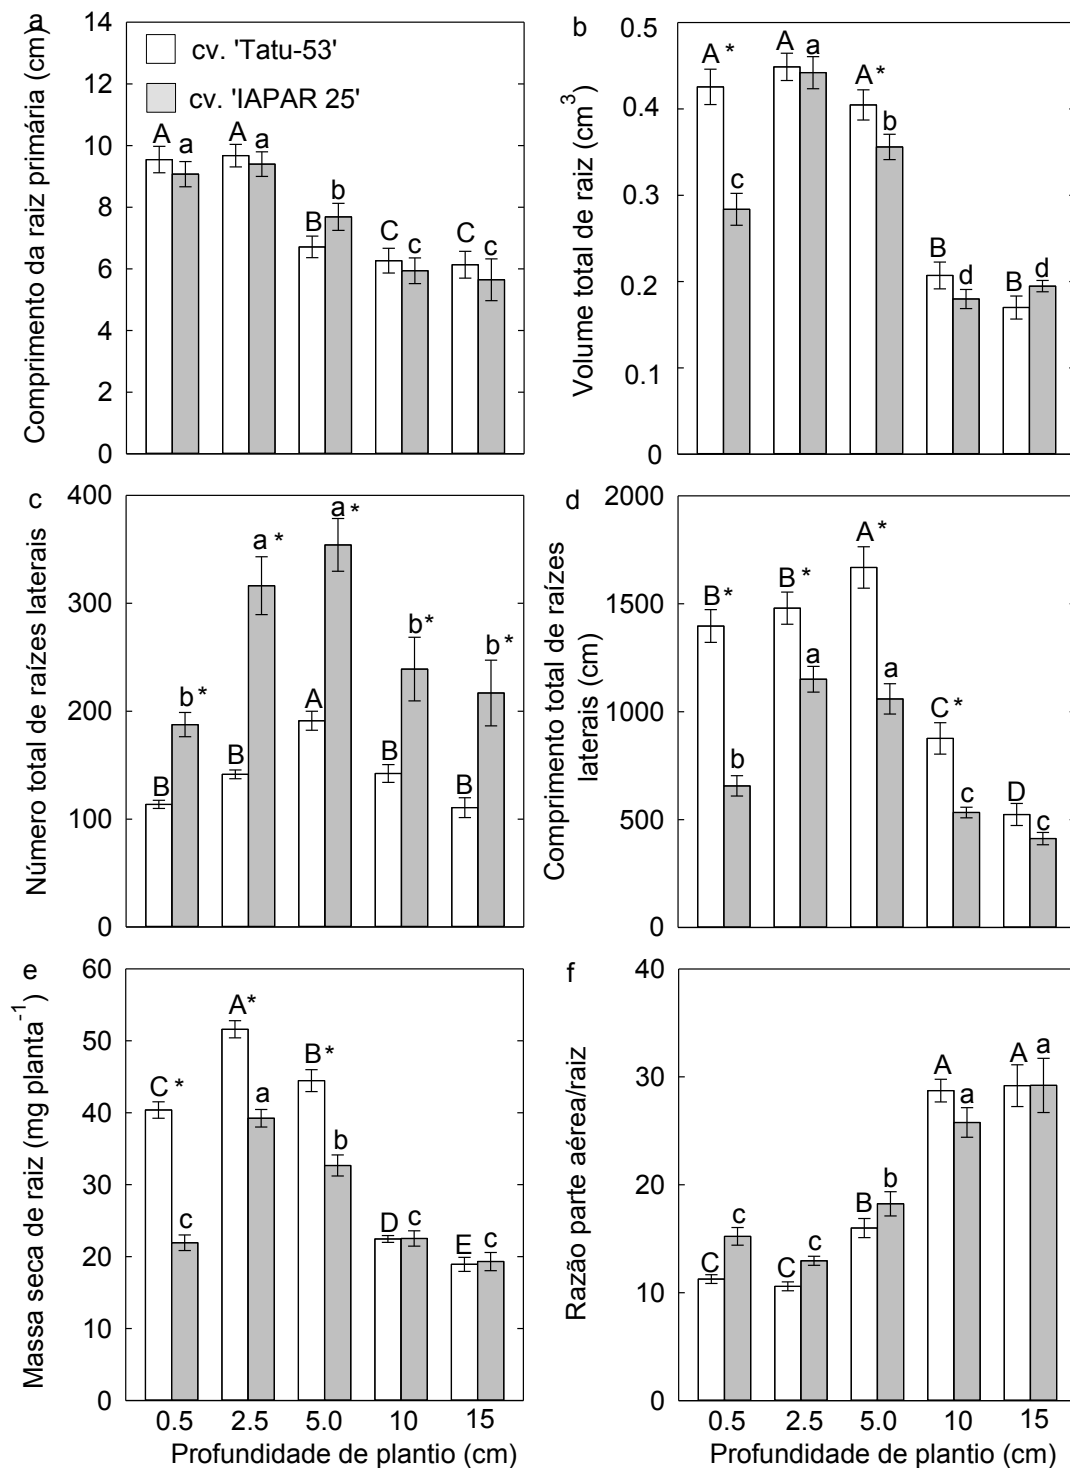 a
Comprimento da raiz primária (cm)
14
12
10
8
6
4
2
0
cv. 'Tatu-53'
cv. 'IAPAR 25'
A a A a B b C c C c
b
Volume total de raiz (cm³)
0.5
0.4
0.3
0.2
0.1
0
A* c A a A* b B d B d
c
Número total de raízes laterais
400
300
200
100
0
B b* B a* A a* B b* B b*
d
Comprimento total de raízes
laterais (cm)
2000
1500
1000
500
0
B* b B* a A* a C* c D c
e
Massa seca de raiz (mg planta⁻¹)
60
50
40
30
20
10
0
C* c A* a B* b D c E c
0.5 2.5 5.0 10 15
Profundidade de plantio (cm)
f
Razão parte aérea/raiz
40
30
20
10
0
C c C c B b A a A a
0.5 2.5 5.0 10 15
Profundidade de plantio (cm)